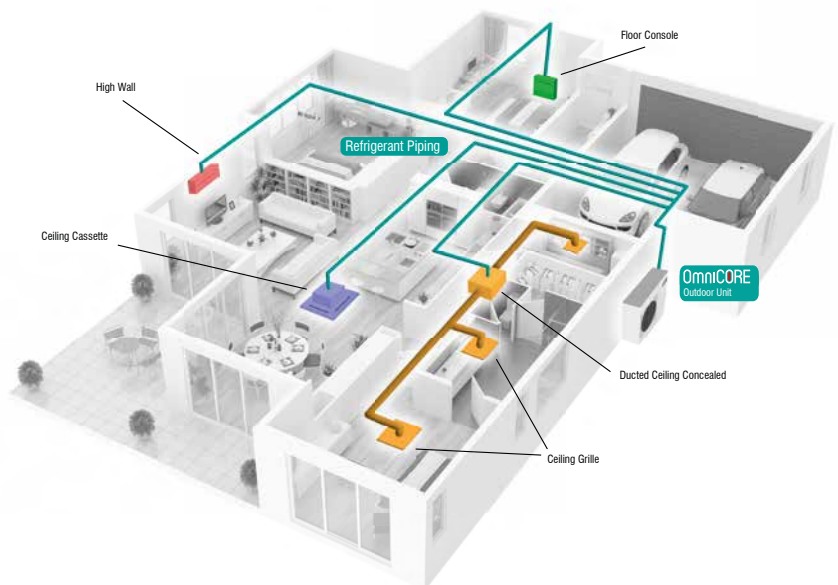 Floor Console
High Wall
Refrigerant Piping
Ceiling Cassette
OmniCORE
Outdoor Unit
Ducted Ceiling Concealed
Ceiling Grille